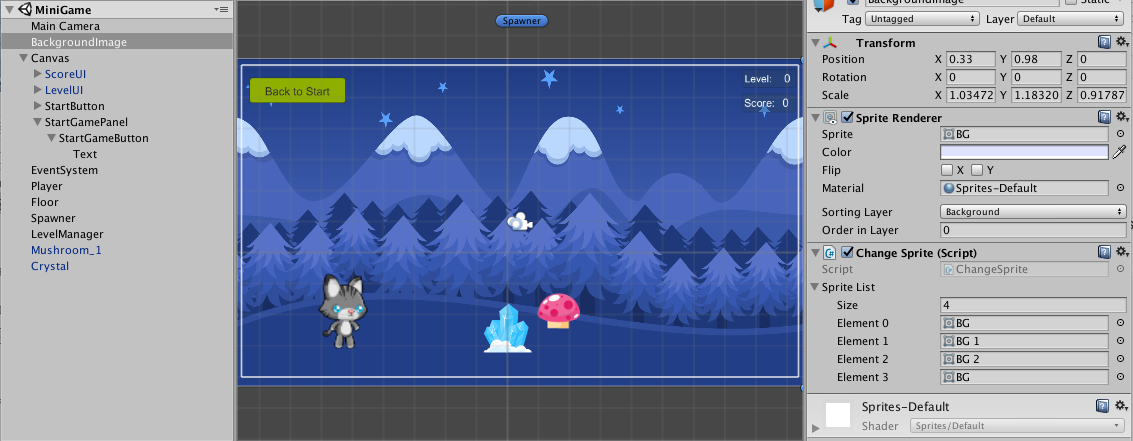 MiniGame
Main Camera
BackgroundImage
Canvas
ScoreUI
LevelUI
StartButton
StartGamePanel
StartGameButton
Text
EventSystem
Player
Floor
Spawner
LevelManager
Mushroom_1
Crystal
Spawner
Back to Start
Level: 0
Score: 0
BackgroundImage Static
Tag Untagged Layer Default
Transform
Position X 0.33 Y 0.98 Z 0
Rotation X 0 Y 0 Z 0
Scale X 1.03472 Y 1.18320 Z 0.91787
Sprite Renderer
Sprite BG
Color
Flip X Y
Material Sprites-Default
Sorting Layer Background
Order in Layer 0
Change Sprite (Script)
Script ChangeSprite
Sprite List
Size 4
Element 0 BG
Element 1 BG 1
Element 2 BG 2
Element 3 BG
Sprites-Default
Shader Sprites/Default